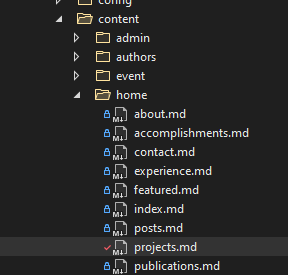 config
content
admin
authors
event
home
about.md
accomplishments.md
contact.md
experience.md
featured.md
index.md
posts.md
projects.md
publications.md